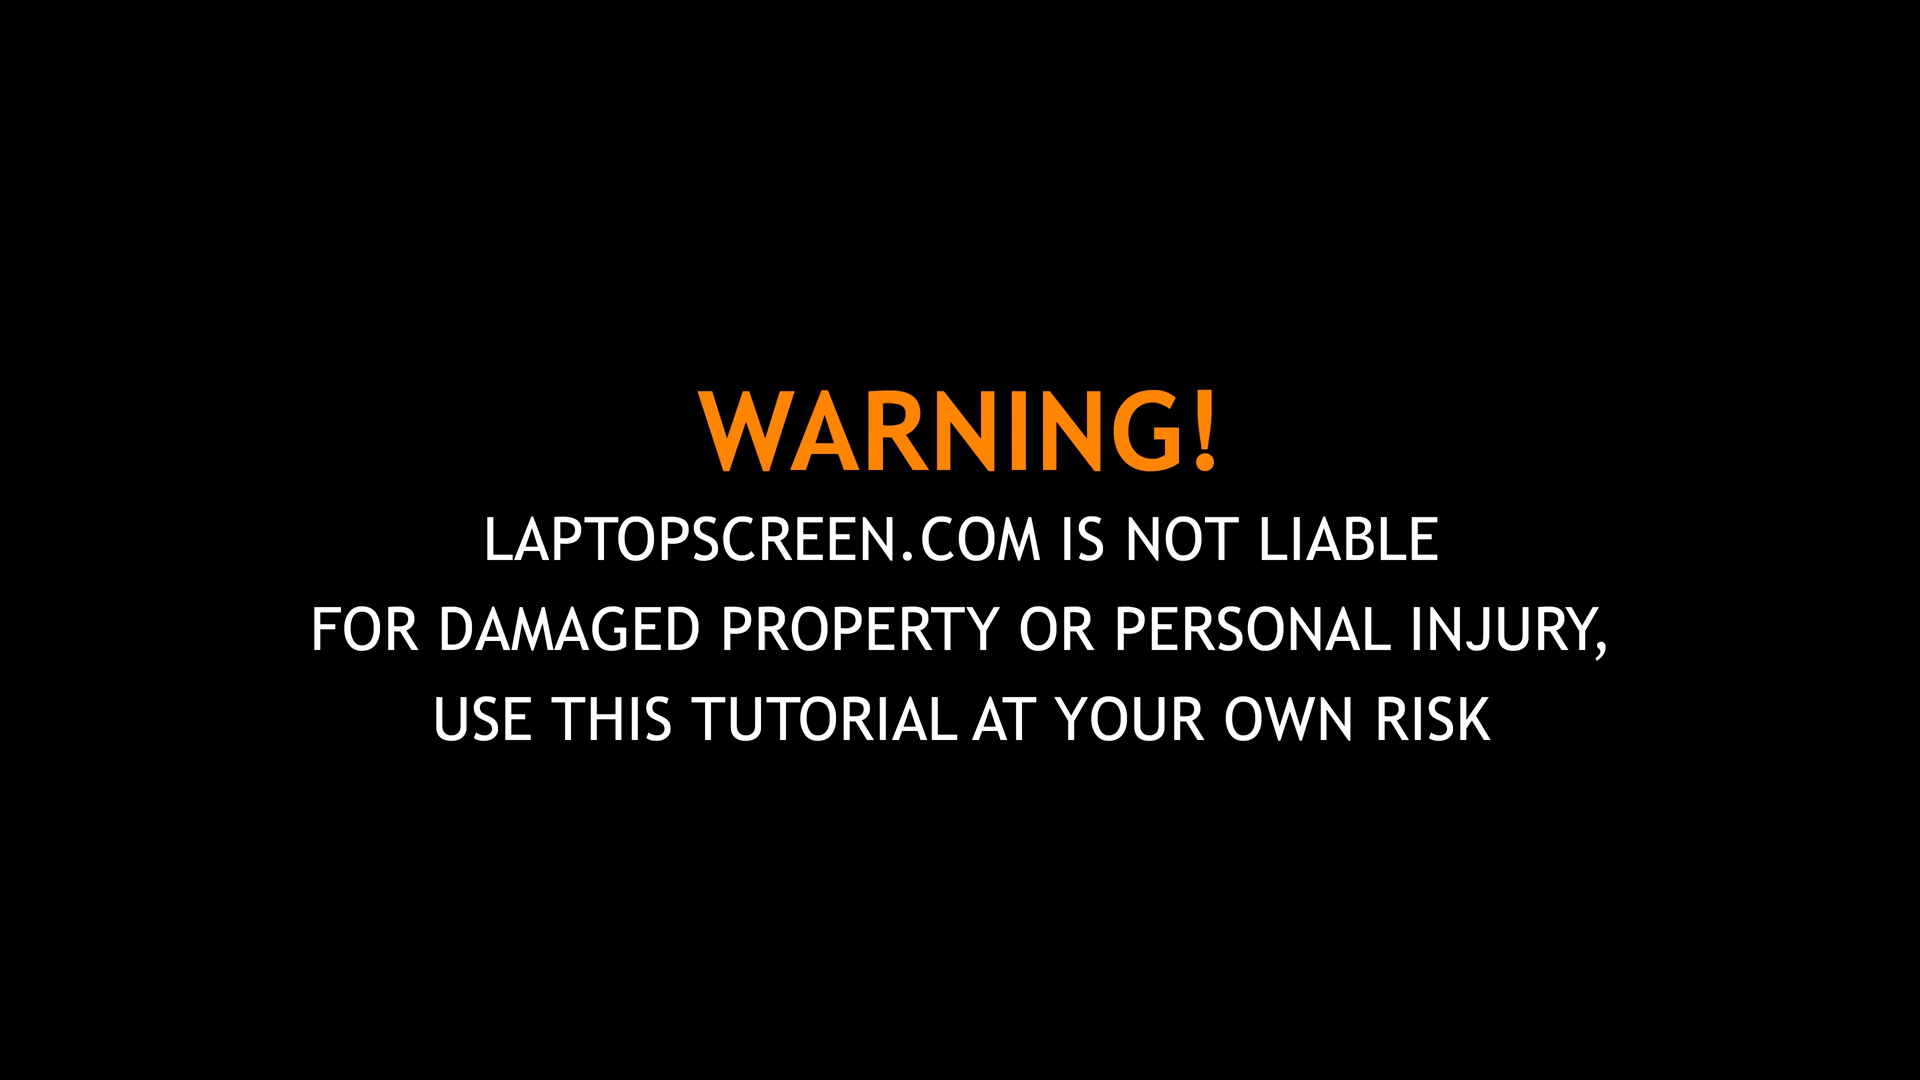 WARNING!
LAPTOPSCREEN.COM IS NOT LIABLE
FOR DAMAGED PROPERTY OR PERSONAL INJURY,
USE THIS TUTORIAL AT YOUR OWN RISK